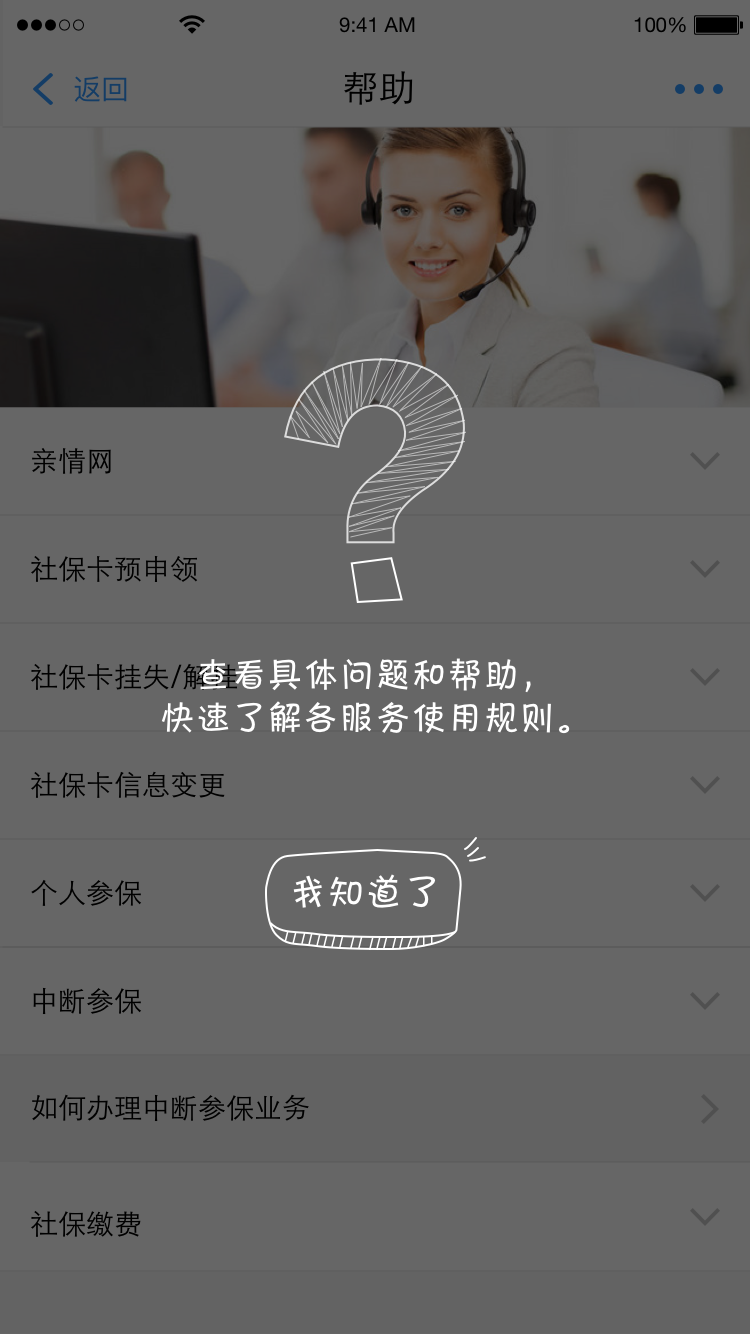 9:41 AM 100%
返回 帮助
亲情网
社保卡预申领
社保卡挂失/解挂
查看具体问题和帮助，
快速了解各服务使用规则。
社保卡信息变更
个人参保
我知道了
中断参保
如何办理中断参保业务
社保缴费